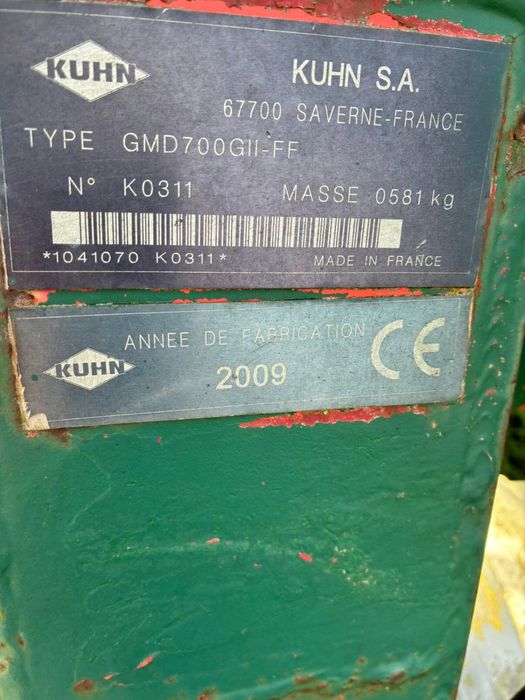 KUHN
KUHN S.A.
67700 SAVERNE-FRANCE
TYPE GMD700GII-FF
N° K0311 MASSE 0581 kg
*1041070 K0311* MADE IN FRANCE
ANNEE DE FABRICATION
KUHN
2009
CE